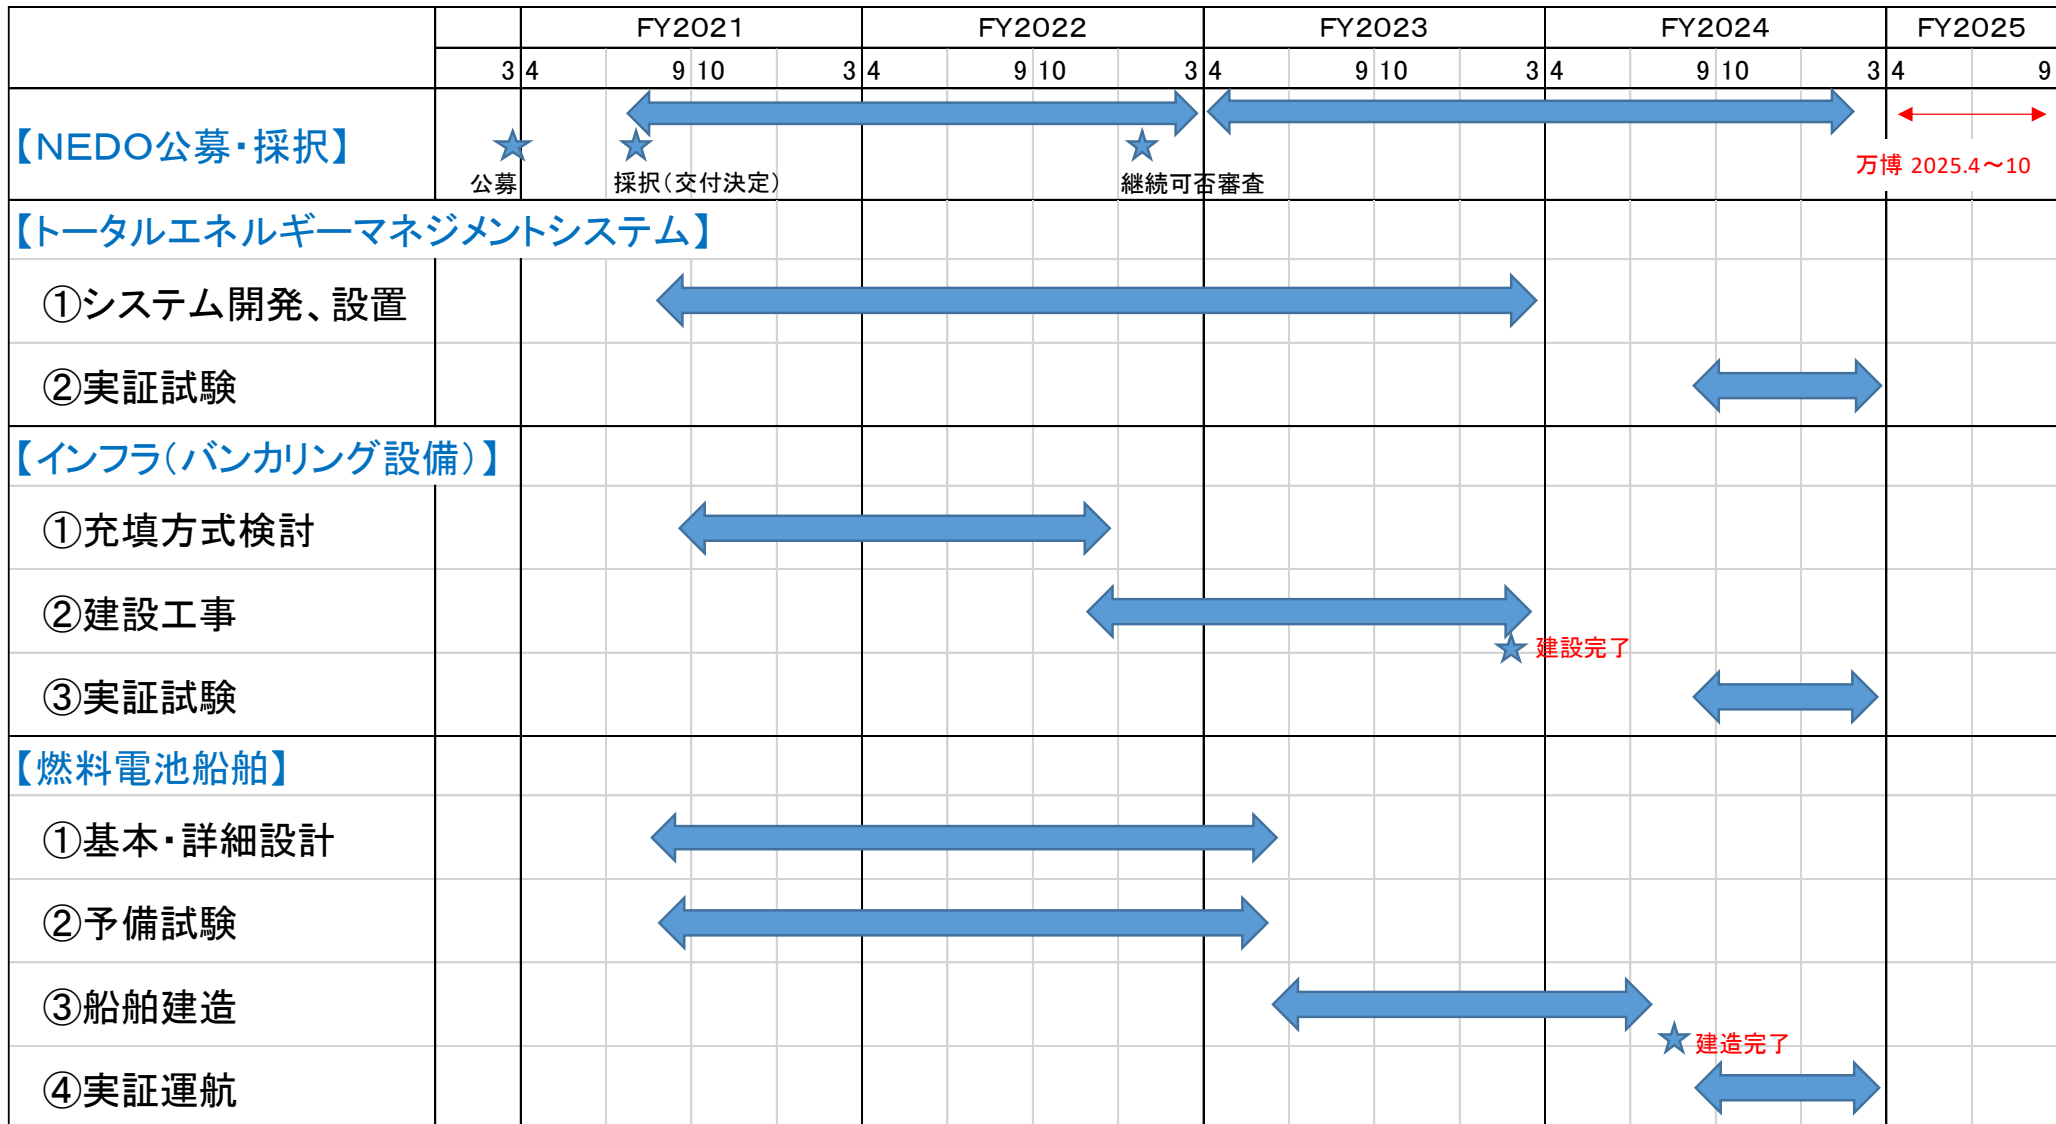 FY2021 FY2022 FY2023 FY2024 FY2025
3 4 9 10 3 4 9 10 3 4 9 10 3 4 9 10 3 4 9
【NEDO公募・採択】
公募 採択(交付決定) 継続可否審査 万博 2025.4～10
【トータルエネルギーマネジメントシステム】
①システム開発、設置
②実証試験
【インフラ(バンカリング設備)】
①充填方式検討
②建設工事
建設完了
③実証試験
【燃料電池船舶】
①基本・詳細設計
②予備試験
③船舶建造
建造完了
④実証運航